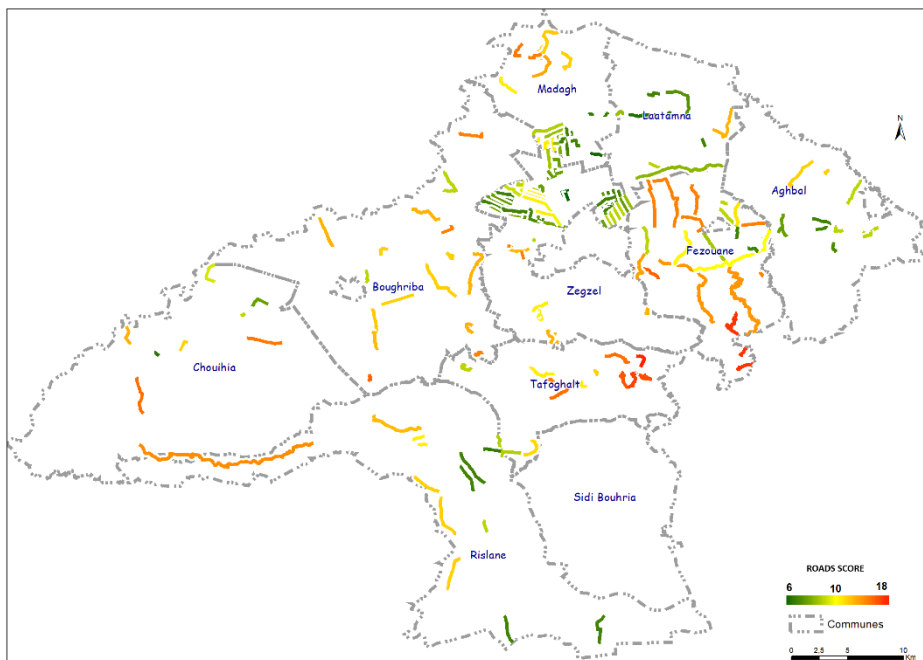 Madagh
Laatamna
N
Aghbal
Fezouane
Boughriba
Zegzel
Chouihia
Tafoghalt
Sidi Bouhria
Rislane
ROADS SCORE
6 10 18
Communes
0 2.5 5 10
Km